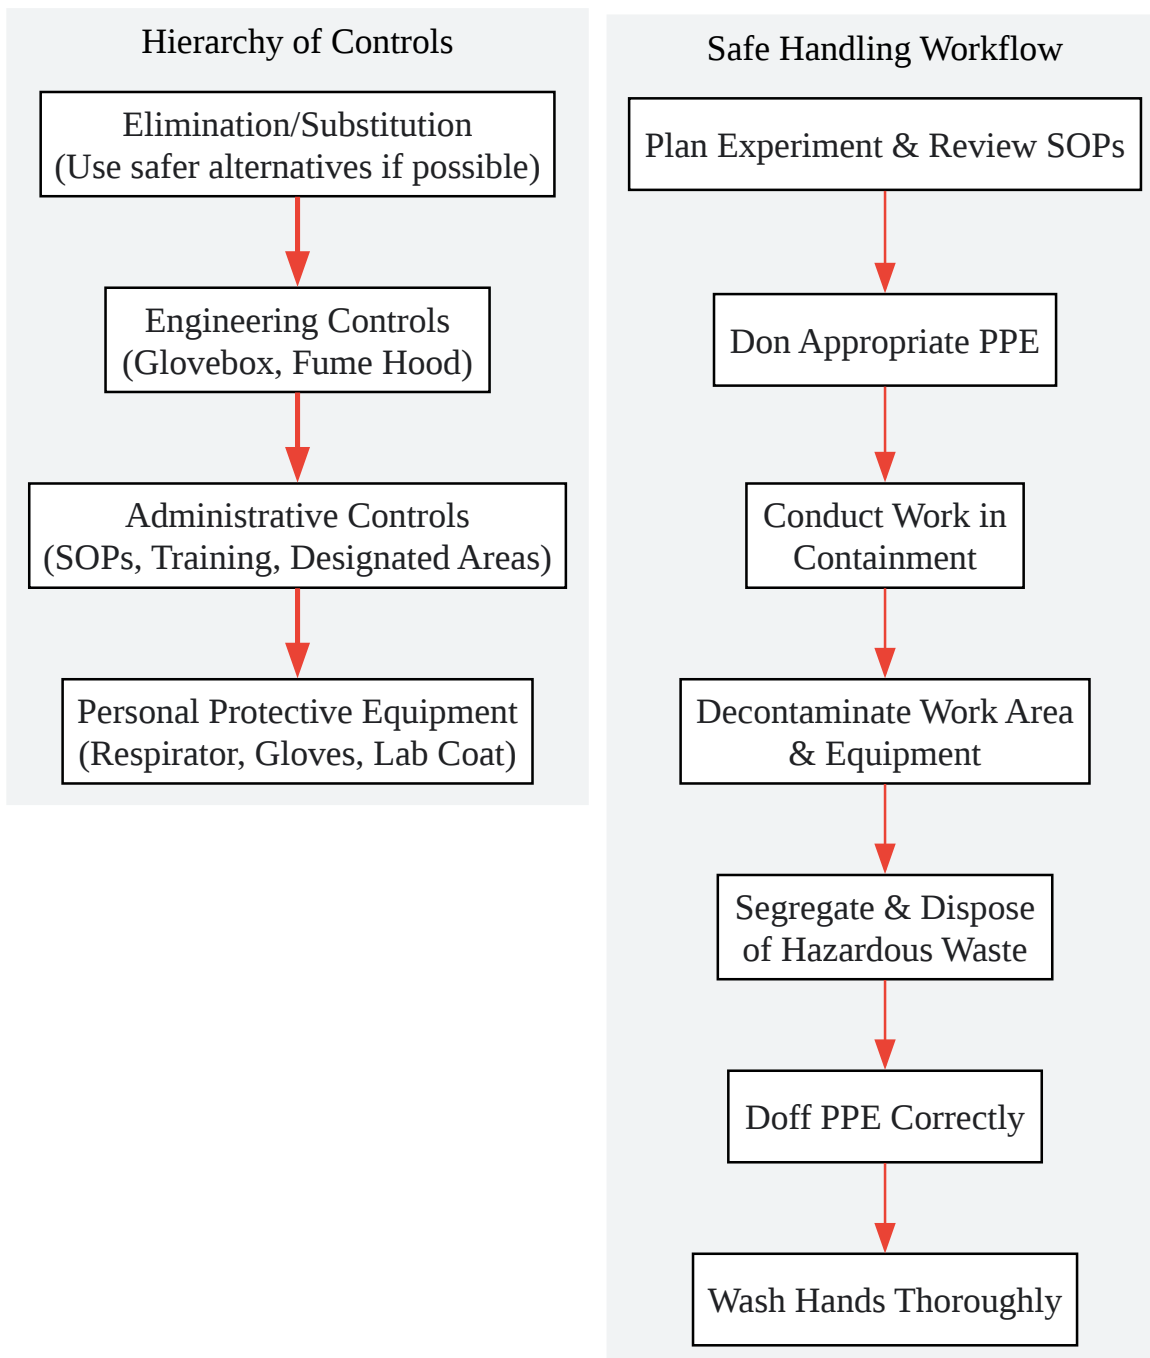 Hierarchy of Controls
Elimination/Substitution
(Use safer alternatives if possible)
Engineering Controls
(Glovebox, Fume Hood)
Administrative Controls
(SOPs, Training, Designated Areas)
Personal Protective Equipment
(Respirator, Gloves, Lab Coat)
Safe Handling Workflow
Plan Experiment & Review SOPs
Don Appropriate PPE
Conduct Work in
Containment
Decontaminate Work Area
& Equipment
Segregate & Dispose
of Hazardous Waste
Doff PPE Correctly
Wash Hands Thoroughly